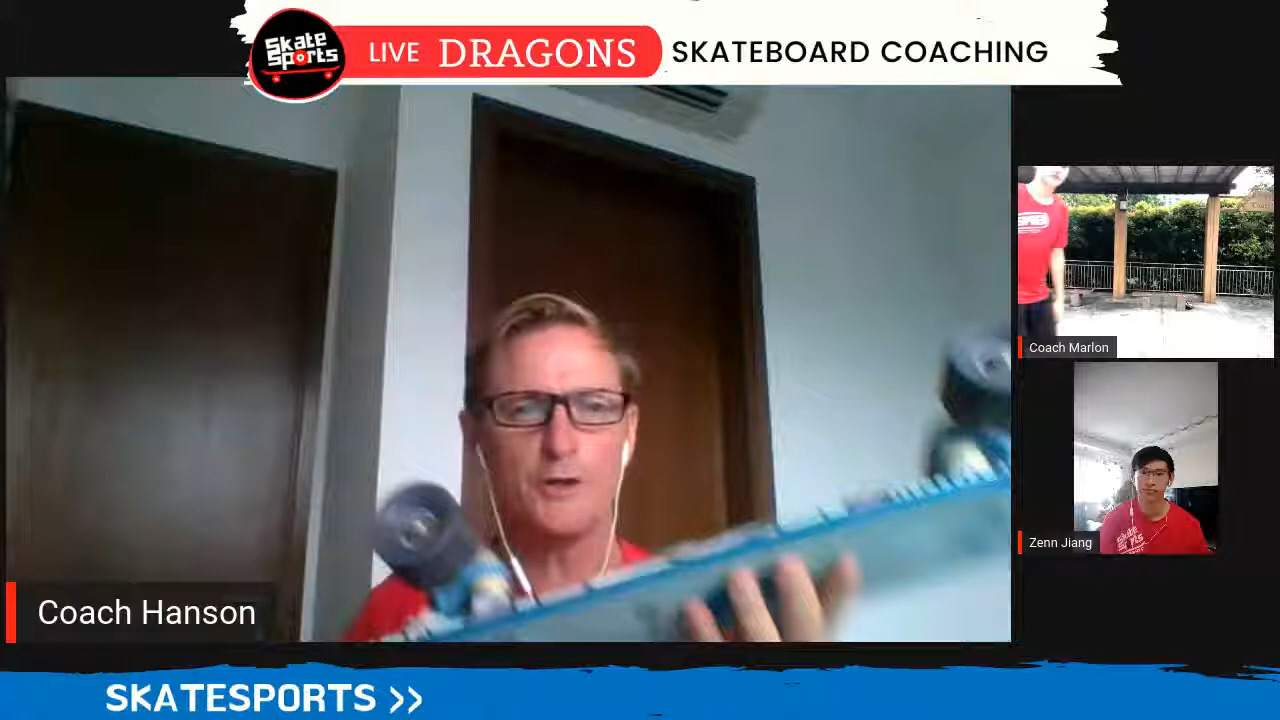 Skate
Sports
LIVE DRAGONS SKATEBOARD COACHING
Coach Marlon
Zenn Jiang
Coach Hanson
SKATESPORTS >>